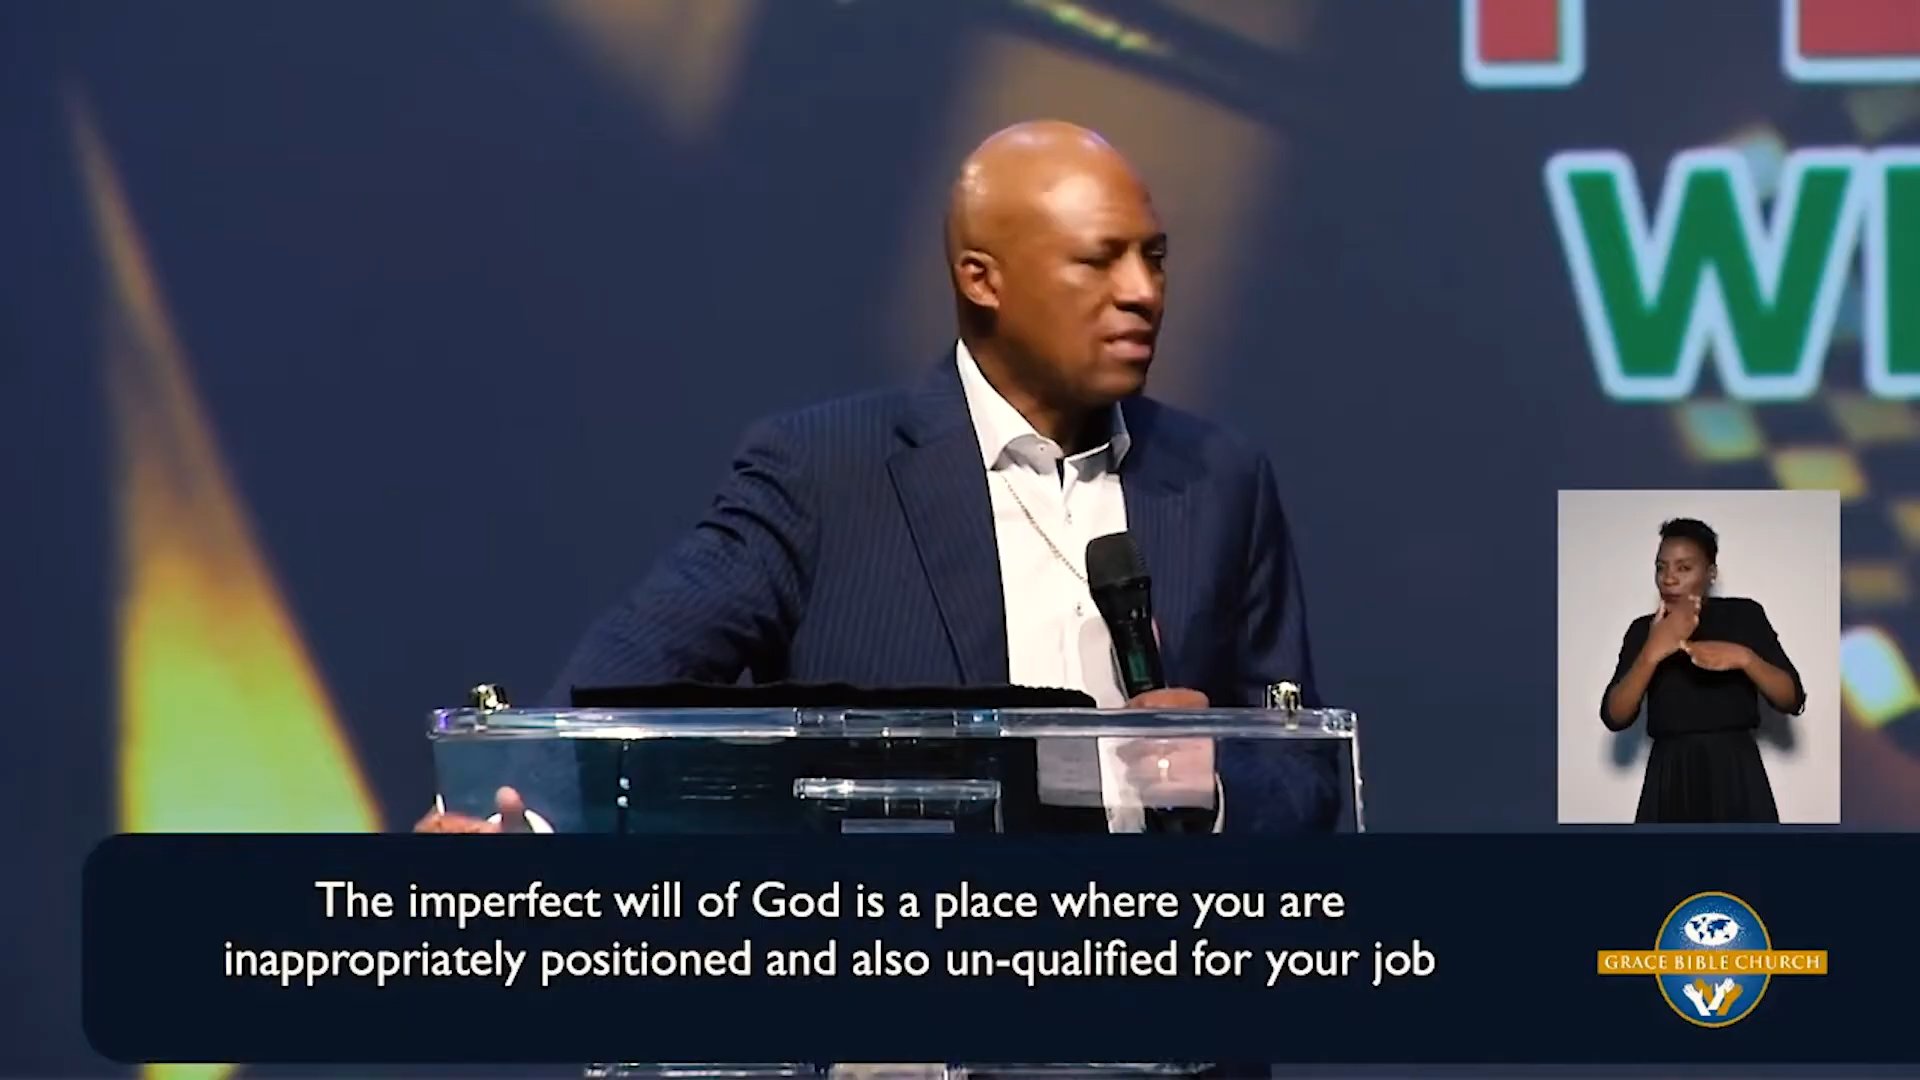 W
The imperfect will of God is a place where you are
inappropriately positioned and also un-qualified for your job
GRACE BIBLE CHURCH